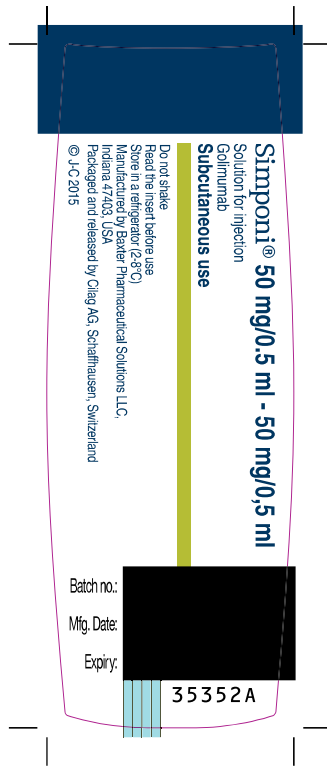 Simponi® 50 mg/0.5 ml - 50 mg/0,5 ml
Solution for injection
Golimumab
Subcutaneous use
Do not shake
Read the insert before use
Store in a refrigerator (2-8°C)
Manufactured by Baxter Pharmaceutical Solutions LLC,
Indiana 47403, USA
Packaged and released by Cilag AG, Schaffhausen, Switzerland
© J-C 2015
Batch no.:
Mfg. Date:
Expiry:
35352A